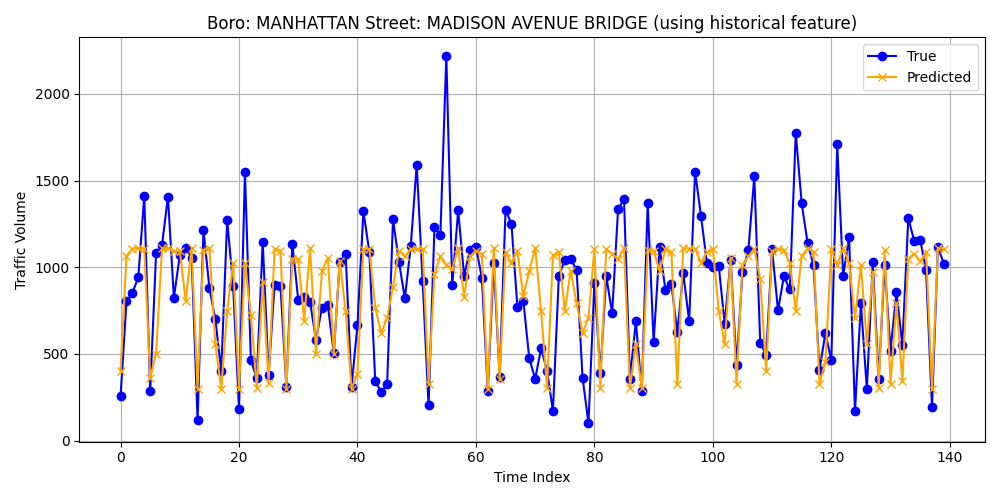 Boro: MANHATTAN Street: MADISON AVENUE BRIDGE (using historical feature)
True
Predicted
Traffic Volume
2000
1500
1000
500
0
0 20 40 60 80 100 120 140
Time Index